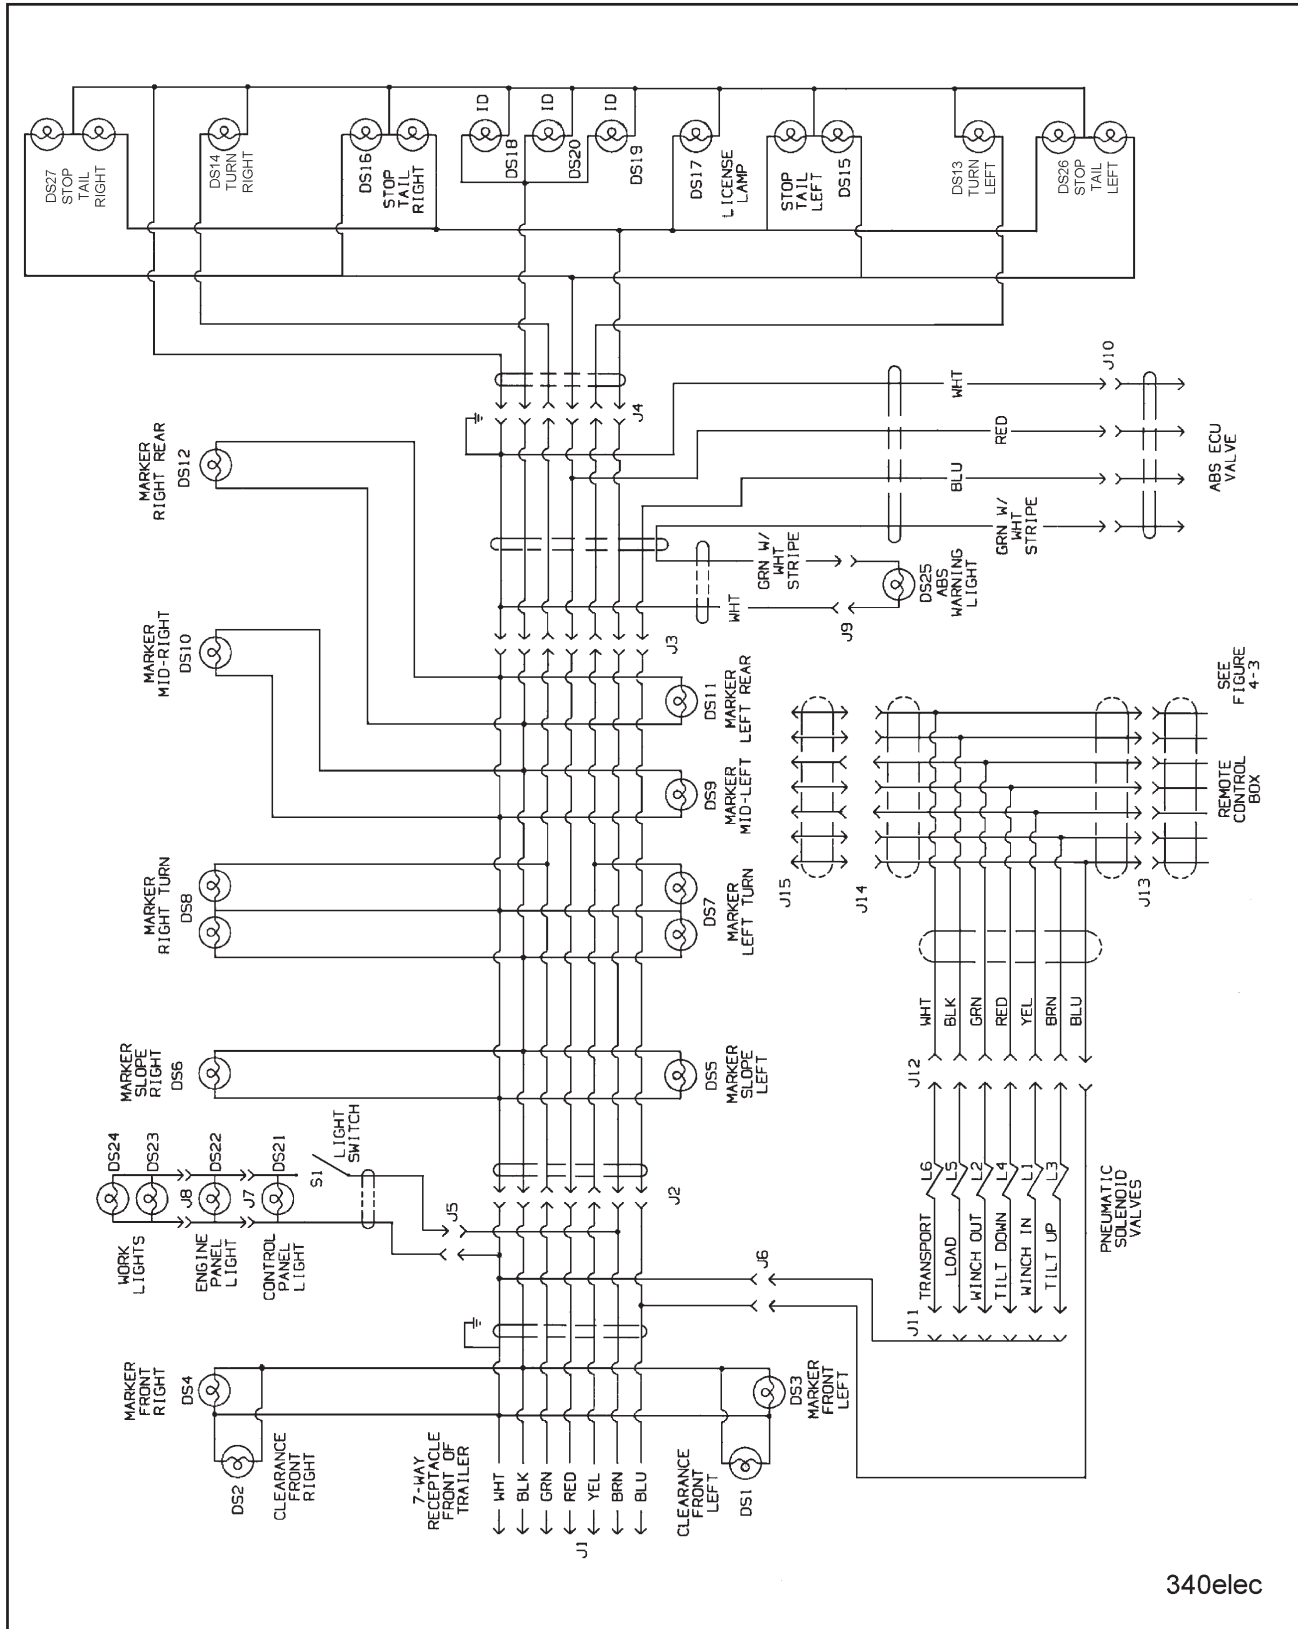 DS27
STOP
TAIL
RIGHT
DS14
TURN
RIGHT
DS16
STOP
TAIL
RIGHT
ID
DS18
ID
DS20
ID
DS19
DS17
LICENSE
LAMP
STOP
TAIL
LEFT
DS15
DS13
TURN
LEFT
DS26
STOP
TAIL
LEFT
J4
WHT
RED
BLU
GRN W/
WHT
STRIPE
J10
ABS ECU
VALVE
MARKER
RIGHT REAR
DS12
GRN W/
WHT
STRIPE
WHT
J9
DS25
ABS
WARNING
LIGHT
J3
MARKER
MID-RIGHT
DS10
DS11
MARKER
LEFT REAR
DS9
MARKER
MID-LEFT
SEE
FIGURE
4-3
REMOTE
CONTROL
BOX
J15
J14
J13
MARKER
RIGHT TURN
DS8
DS7
MARKER
LEFT TURN
WHT
BLK
GRN
RED
YEL
BRN
BLU
J12
MARKER
SLOPE
RIGHT
DS6
DS5
MARKER
SLOPE
LEFT
DS24
DS23
DS22
DS21
J8
J7
S1
LIGHT
SWITCH
WORK
LIGHTS
ENGINE
PANEL
LIGHT
CONTROL
PANEL
LIGHT
J5
J2
J6
TRANSPORT L6
LOAD L5
WINCH OUT L2
TILT DOWN L4
WINCH IN L1
TILT UP L3
PNEUMATIC
SOLENOID
VALVES
J11
MARKER
FRONT
RIGHT
DS4
DS3
MARKER
FRONT
LEFT
DS2
CLEARANCE
FRONT
RIGHT
7-WAY
RECEPTACLE
FRONT OF
TRAILER
WHT
BLK
GRN
RED
YEL
BRN
BLU
J1
CLEARANCE
FRONT
LEFT
DS1
340elec